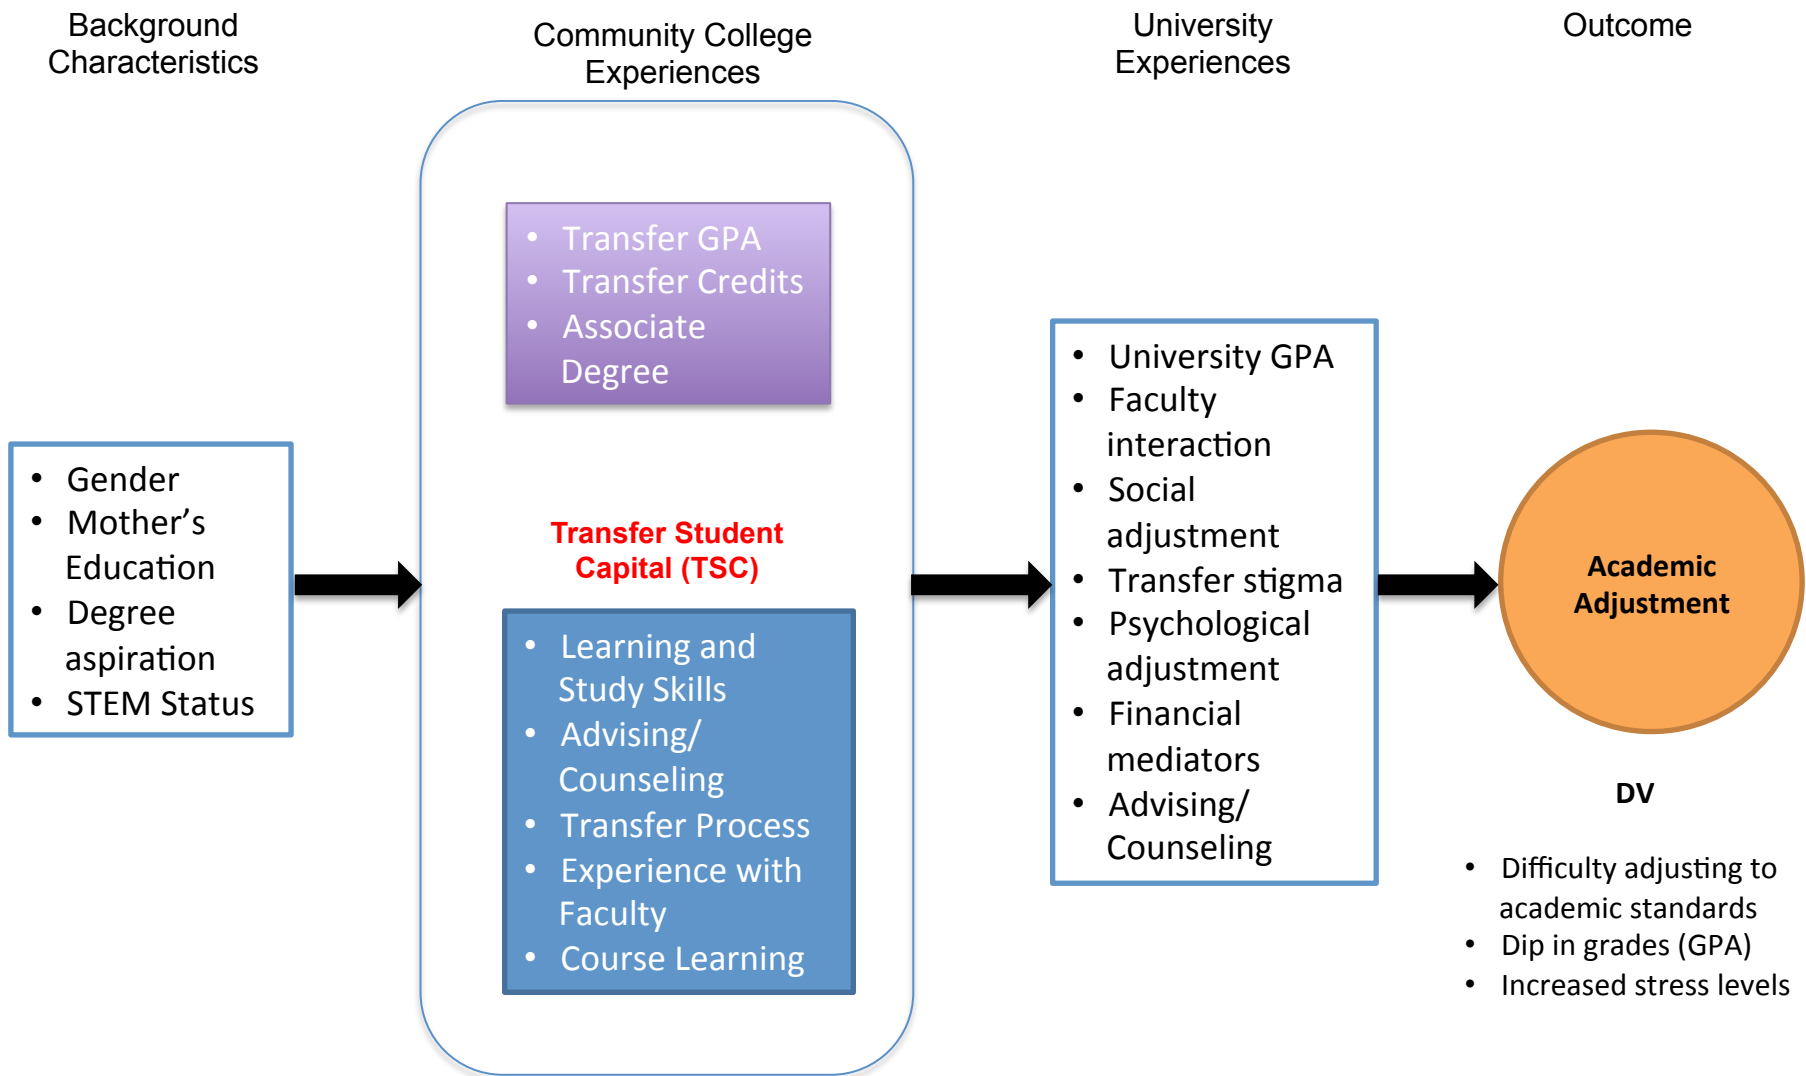 Background
Characteristics
Community College
Experiences
University
Experiences
Outcome
• Gender
• Mother’s
Education
• Degree
aspiration
• STEM Status
• Transfer GPA
• Transfer Credits
• Associate
Degree
Transfer Student
Capital (TSC)
• Learning and
Study Skills
• Advising/
Counseling
• Transfer Process
• Experience with
Faculty
• Course Learning
• University GPA
• Faculty
interaction
• Social
adjustment
• Transfer stigma
• Psychological
adjustment
• Financial
mediators
• Advising/
Counseling
Academic
Adjustment
DV
• Difficulty adjusting to
academic standards
• Dip in grades (GPA)
• Increased stress levels